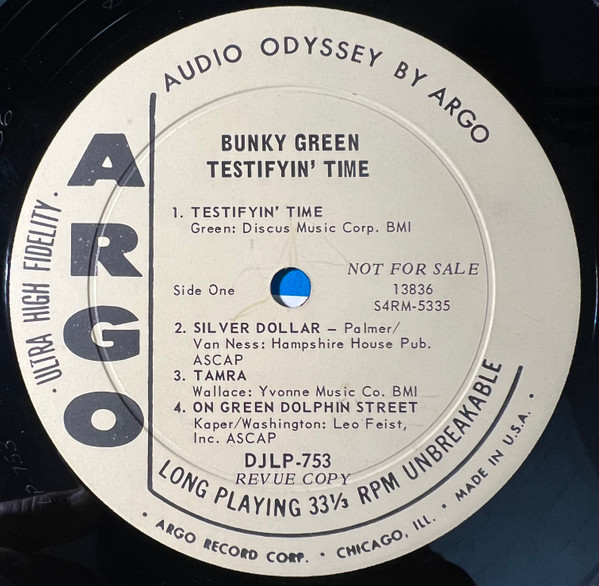 AUDIO ODYSSEY BY ARGO
ARGO
· ULTRA HIGH FIDELITY ·
BUNKY GREEN
TESTIFYIN' TIME
1. TESTIFYIN' TIME
Green: Discus Music Corp. BMI
NOT FOR SALE
Side One
13836
S4RM-5335
2. SILVER DOLLAR – Palmer/
Van Ness: Hampshire House Pub.
ASCAP
3. TAMRA
Wallace: Yvonne Music Co. BMI
4. ON GREEN DOLPHIN STREET
Kaper/Washington: Leo Feist,
Inc. ASCAP
DJLP-753
REVUE COPY
LONG PLAYING 33⅓ RPM UNBREAKABLE
· ARGO RECORD CORP. · CHICAGO, ILL. · MADE IN U.S.A. ·